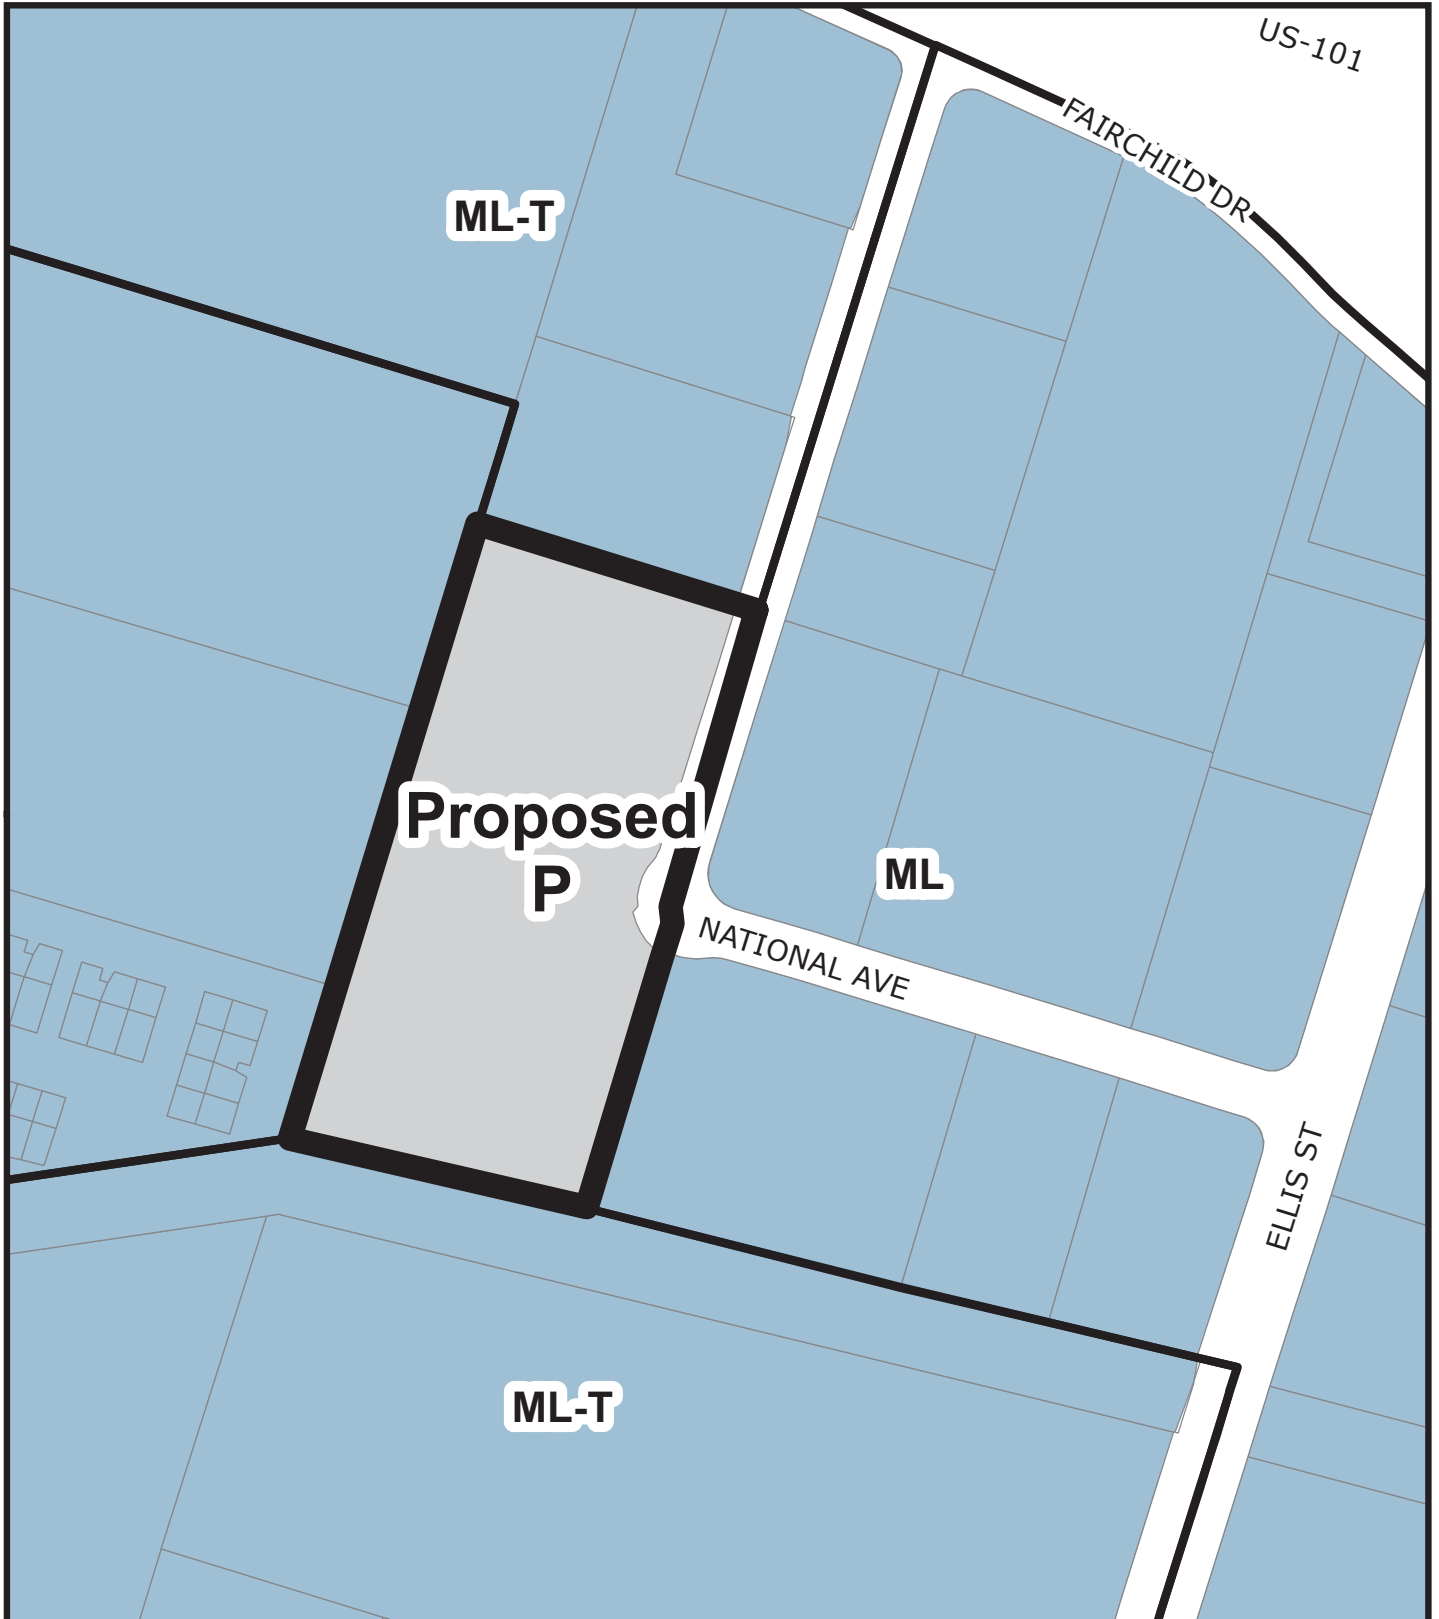 US-101
FAIRCHILD DR
ML-T
Proposed
P
ML
NATIONAL AVE
ELLIS ST
ML-T